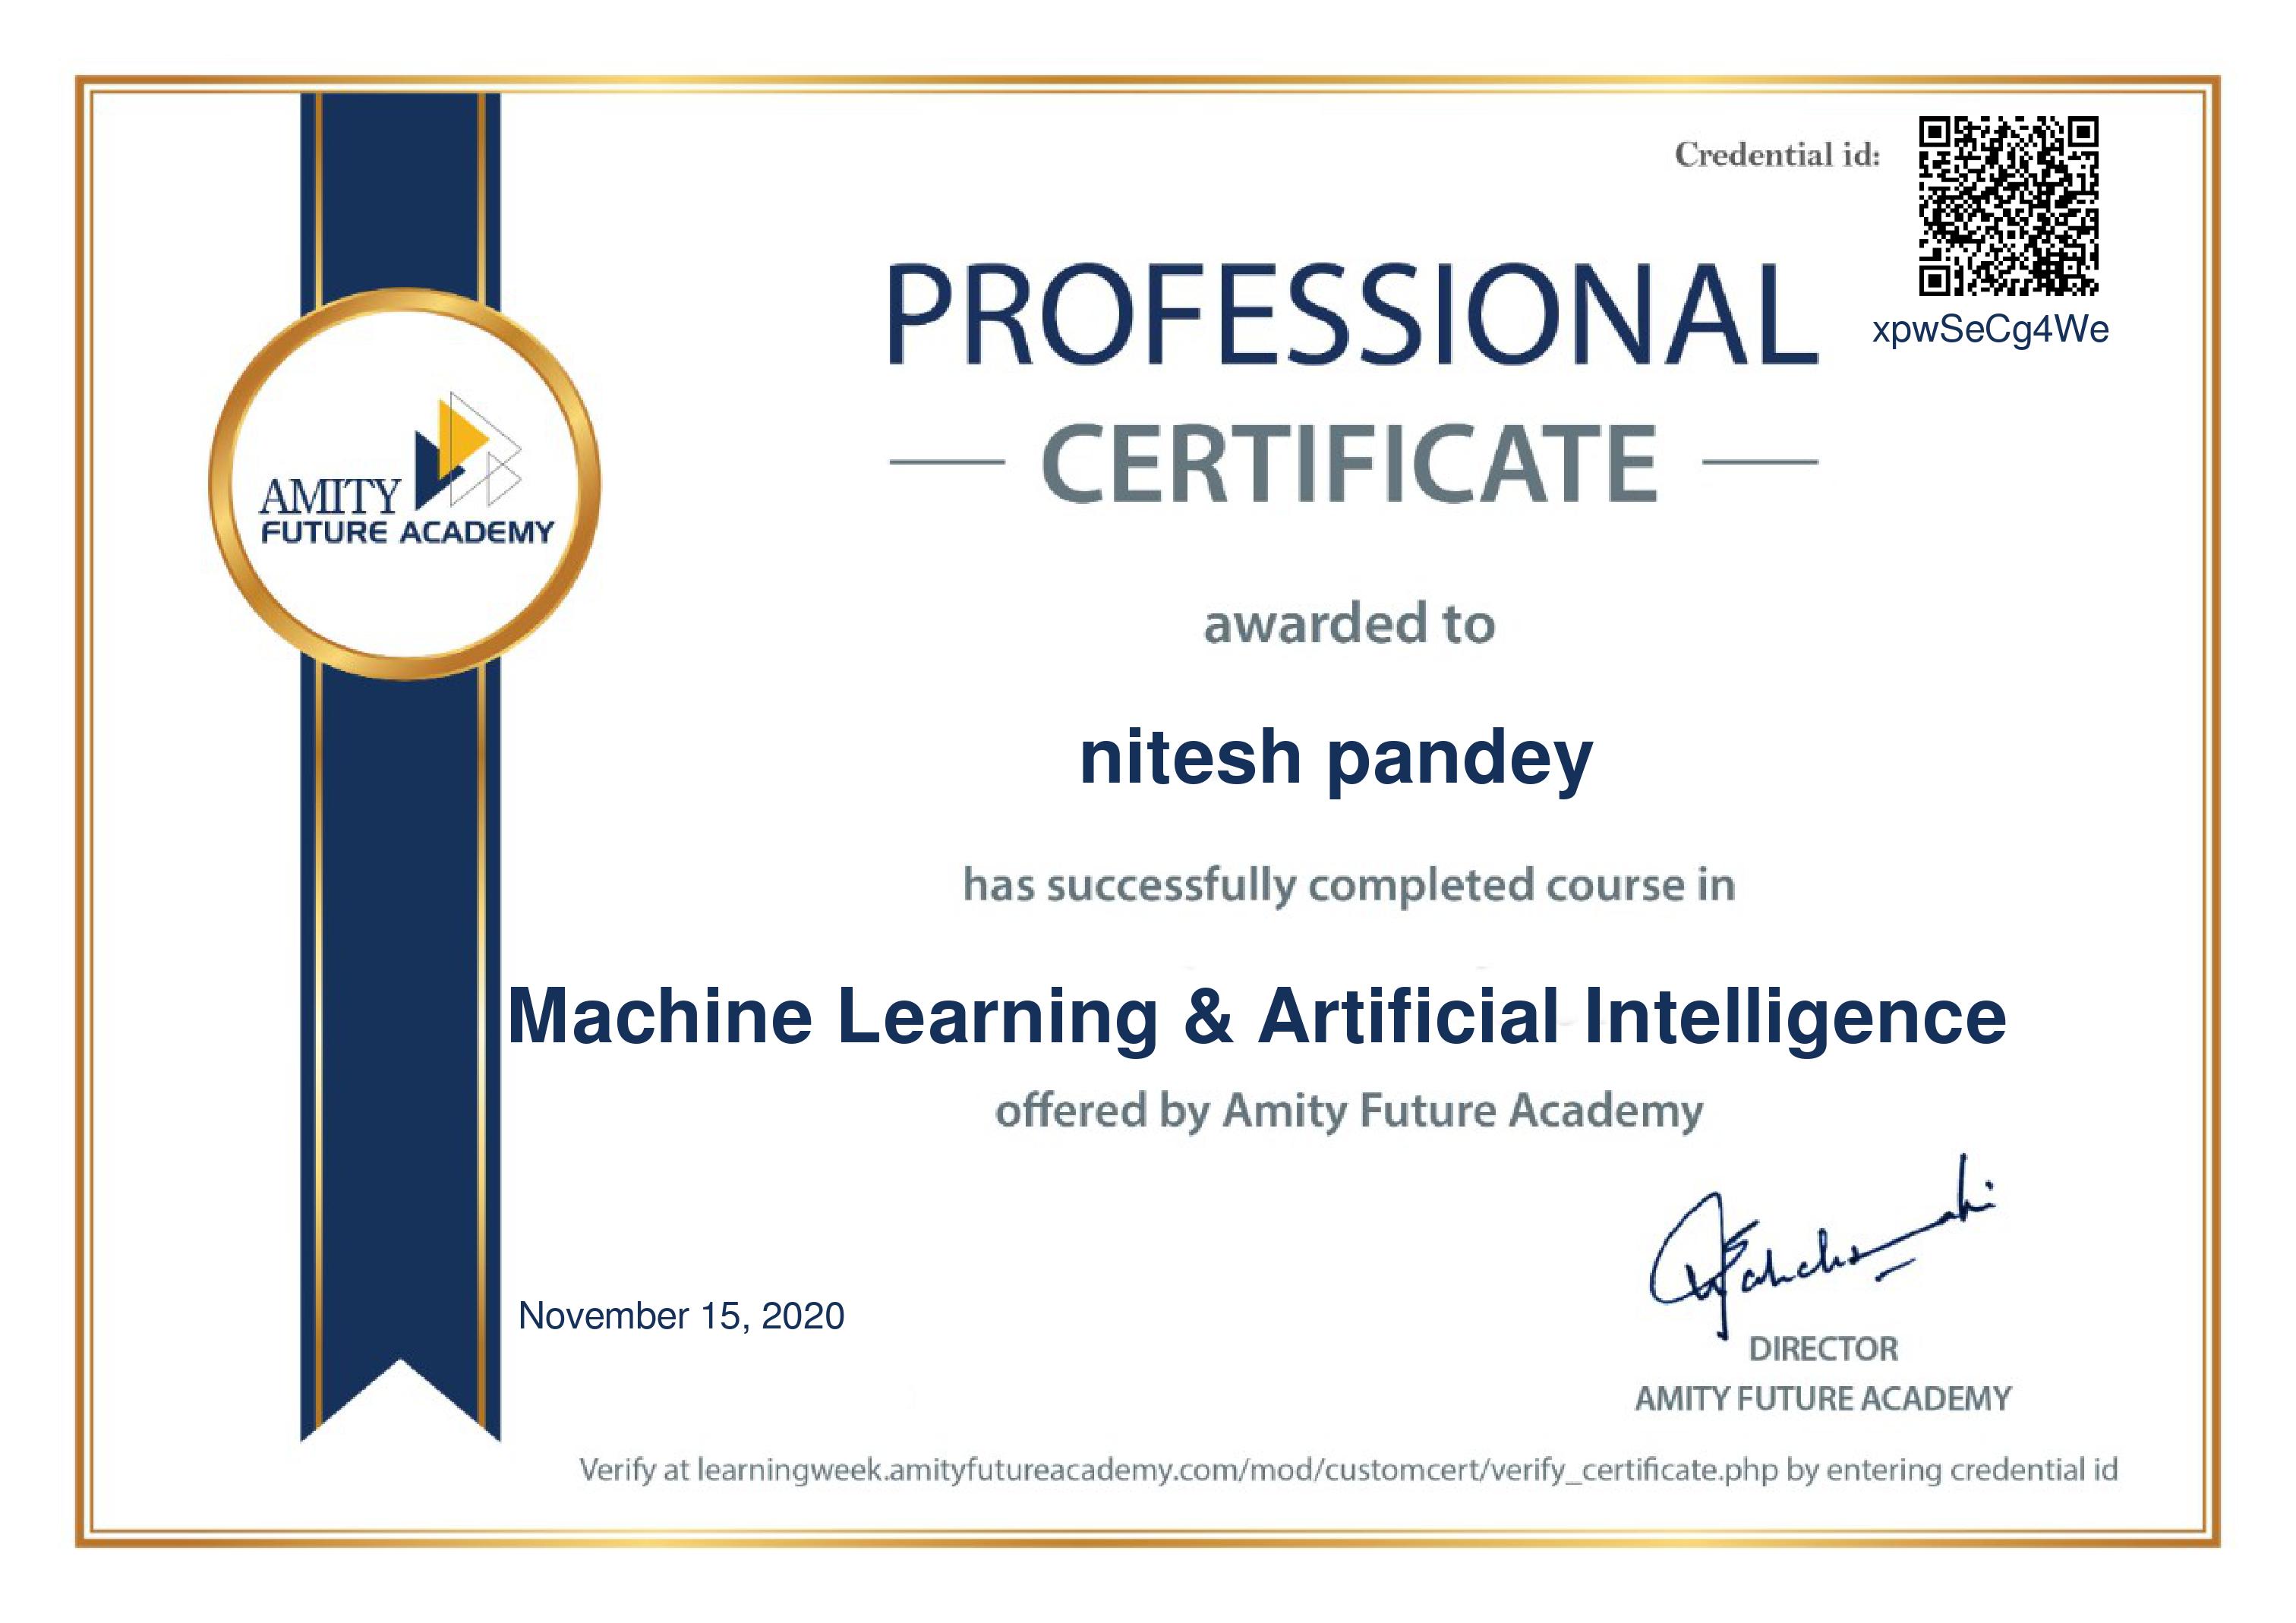 Credential id:
xpwSeCg4We
PROFESSIONAL
CERTIFICATE
AMITY
FUTURE ACADEMY
awarded to
nitesh pandey
has successfully completed course in
Machine Learning & Artificial Intelligence
offered by Amity Future Academy
November 15, 2020
DIRECTOR
AMITY FUTURE ACADEMY
Verify at learningweek.amityfutureacademy.com/mod/customcert/verify_certificate.php by entering credential id